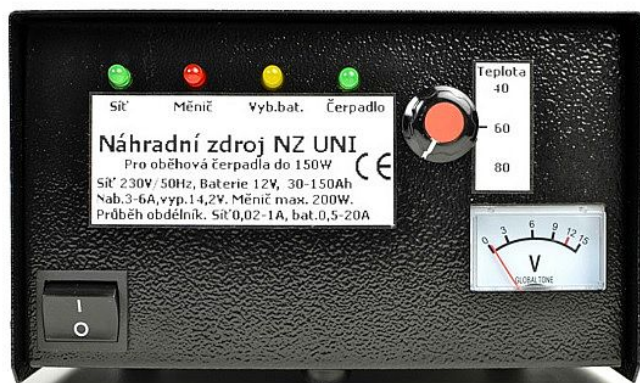 Síť Měnič Vyb.bat. Čerpadlo
Náhradní zdroj NZ UNI
Pro oběhová čerpadla do 150W
CE
Síť 230V/50Hz, Baterie 12V, 30-150Ah
Nab.3-6A,vyp.14,2V. Měnič max. 200W.
Průběh obdélník. Síť0,02-1A, bat.0,5-20A
Teplota
40
60
80
0 3 6 9 12 15
V
GLOBALTONE
I
O